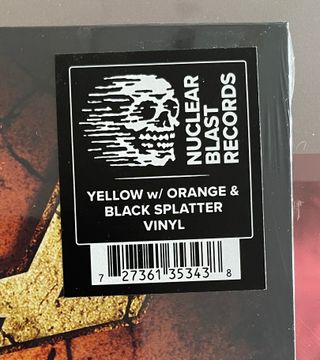 NUCLEAR
BLAST
RECORDS
YELLOW w/ ORANGE &
BLACK SPLATTER
VINYL
7 27361 35343 8